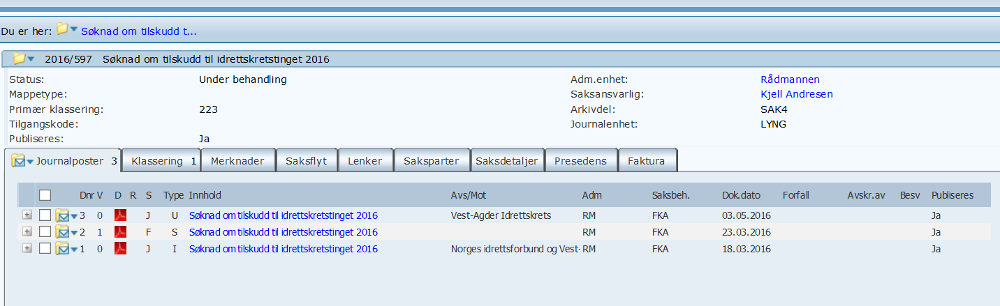 Du er her: Søknad om tilskudd t...
2016/597 Søknad om tilskudd til idrettskretstinget 2016
Status: Under behandling Adm.enhet: Rådmannen
Mappetype: Saksansvarlig: Kjell Andresen
Primær klassering: 223 Arkivdel: SAK4
Tilgangskode: Journalenhet: LYNG
Publiseres: Ja
Journalposter 3 Klassering 1 Merknader Saksflyt Lenker Saksparter Saksdetaljer Presedens Faktura
Dnr V D R S Type Innhold Avs/Mot Adm Saksbeh. Dok.dato Forfall Avskr.av Besv Publiseres
3 0 J U Søknad om tilskudd til idrettskretstinget 2016 Vest-Agder Idrettskrets RM FKA 03.05.2016 Ja
2 1 F S Søknad om tilskudd til idrettskretstinget 2016 RM FKA 23.03.2016 Ja
1 0 J I Søknad om tilskudd til idrettskretstinget 2016 Norges idrettsforbund og Vest- RM FKA 18.03.2016 Ja